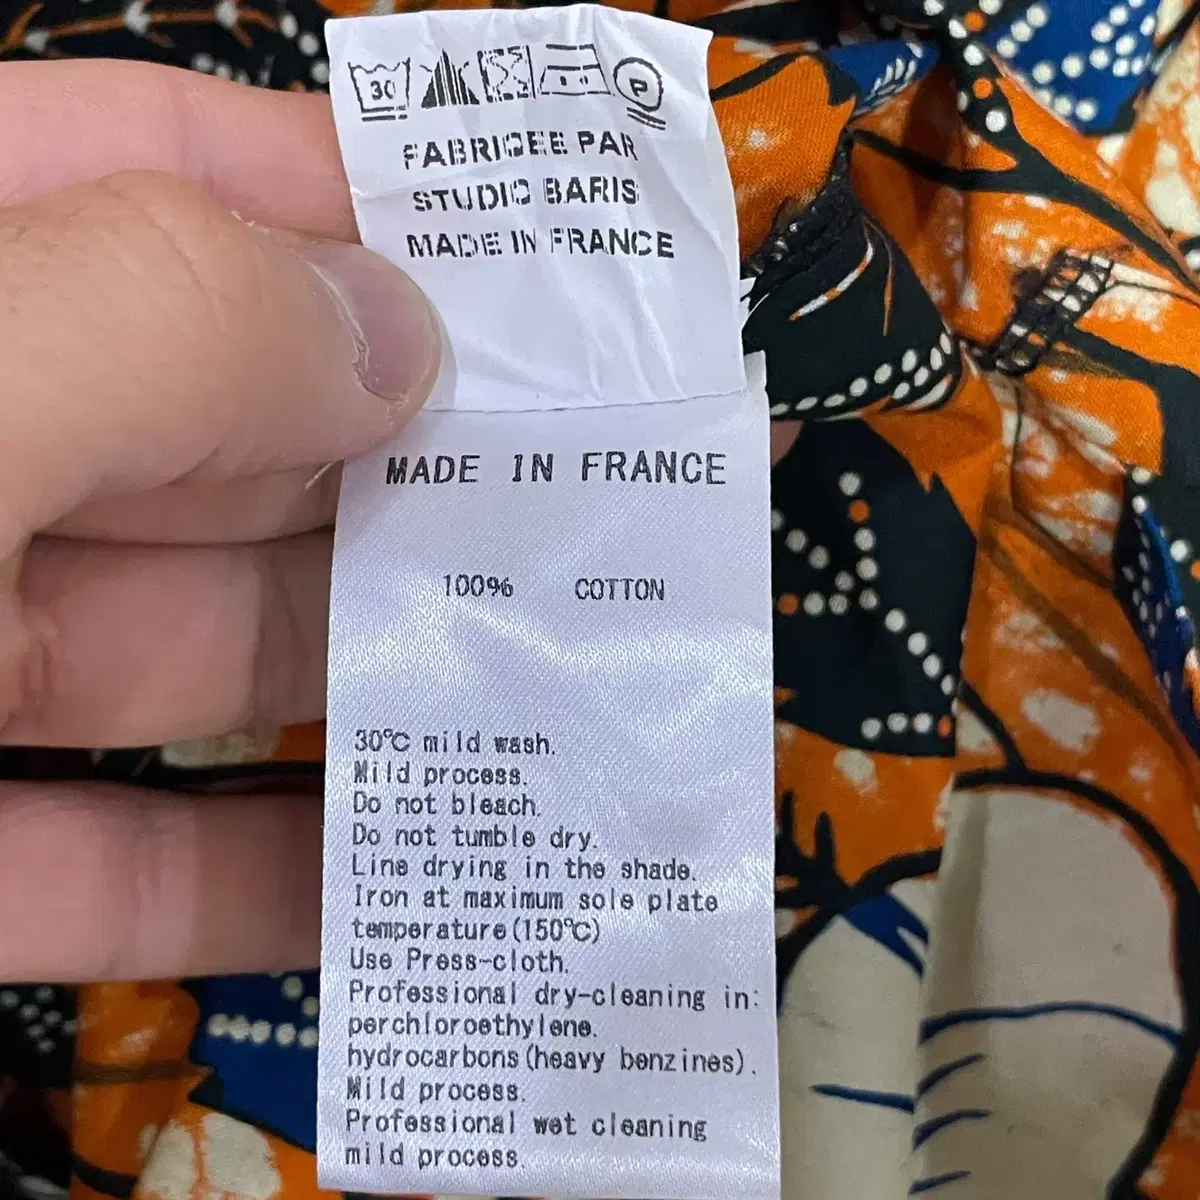 30 P
FABRIQEE PAR
STUDIO BARIS
MADE IN FRANCE
MADE IN FRANCE
100% COTTON
30℃ mild wash.
Mild process.
Do not bleach.
Do not tumble dry.
Line drying in the shade.
Iron at maximum sole plate
temperature(150℃)
Use Press-cloth.
Professional dry-cleaning in:
perchloroethylene.
hydrocarbons(heavy benzines).
Mild process.
Professional wet cleaning
mild process.